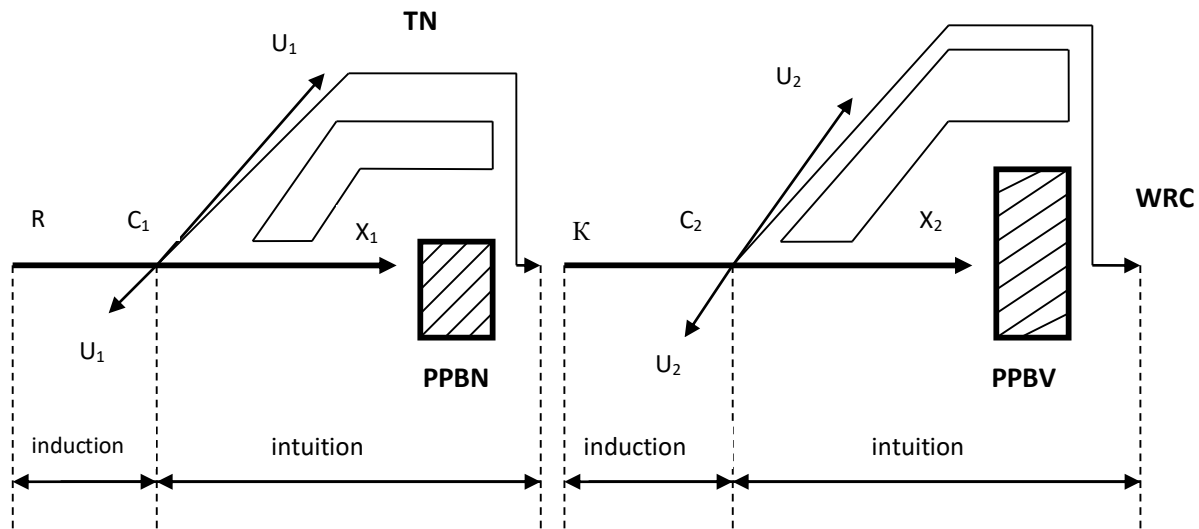 TN
U₁
U₂
WRC
R
C₁
X₁
К
C₂
X₂
U₁
U₂
PPBN
PPBV
induction
intuition
induction
intuition